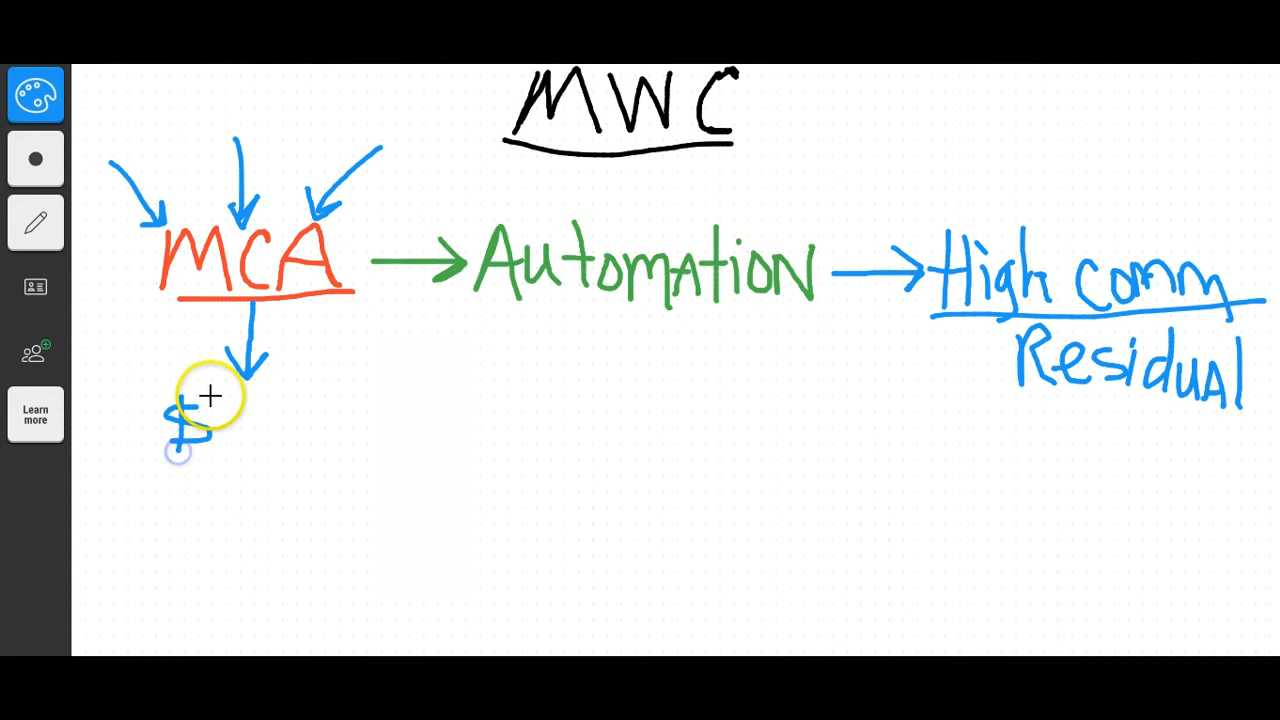 MWC
MCA → Automation → High Comm
Residual
$
Learn
more